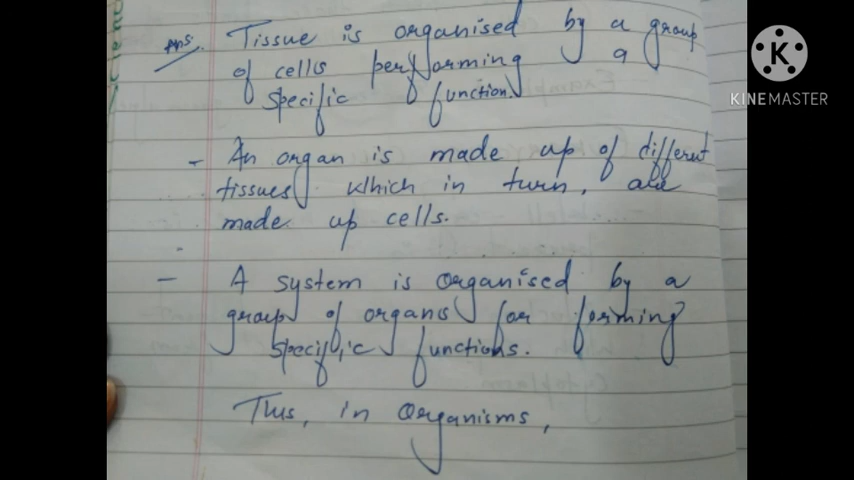 Science
Ans. Tissue is organised by a group
of cells performing a
specific function.
- An organ is made up of different
tissues which in turn, are
made up cells.
- A system is organised by a
group of organs for forming
specific functions.
Thus, in organisms,
KINEMASTER